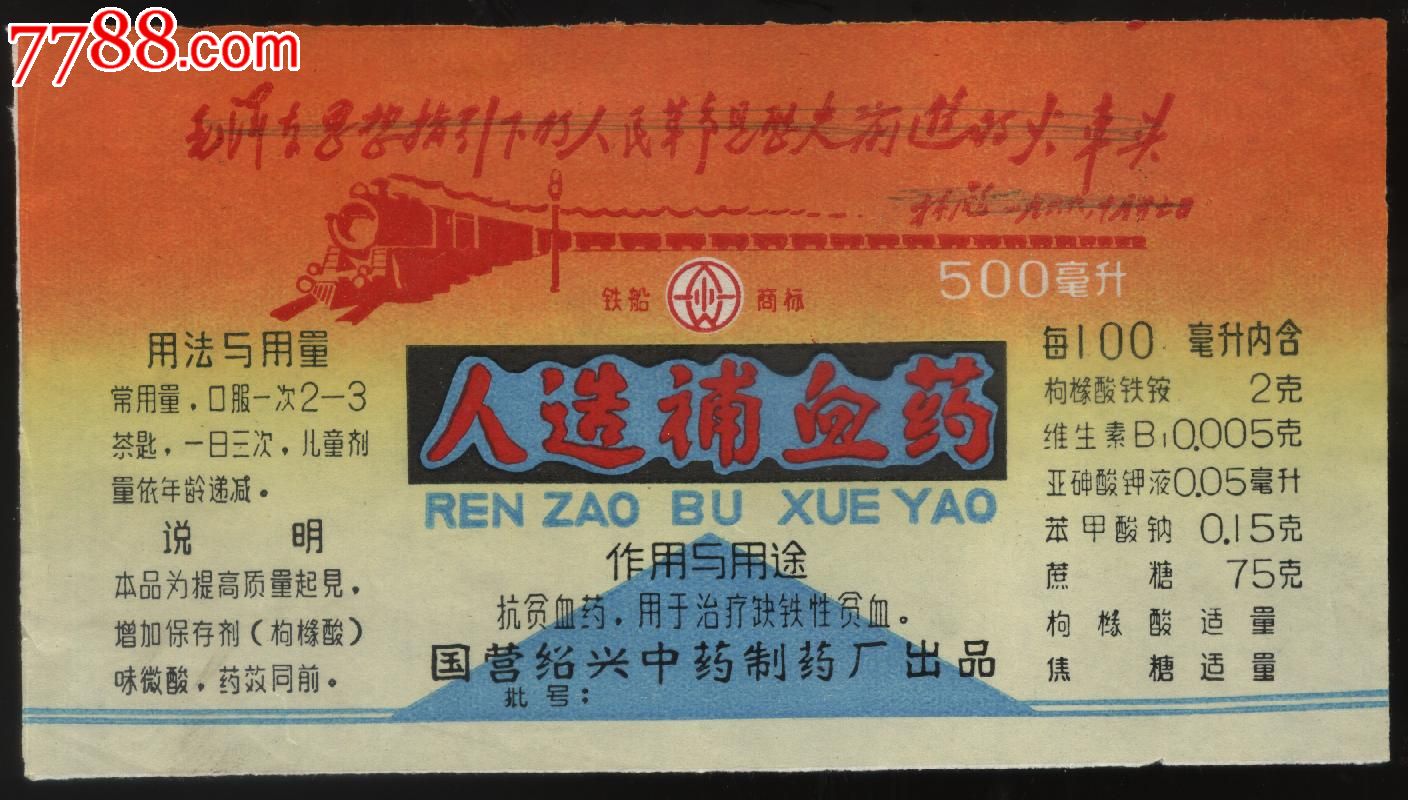 7788.com
毛泽东思想指引下的人民革命是历史前进的火车头
林彪
500毫升
铁船 商标
人造补血药
REN ZAO BU XUE YAO
用法与用量
常用量，口服一次2—3
茶匙，一日三次，儿童剂
量依年龄递减。
说 明
本品为提高质量起見，
增加保存剂（枸橼酸）
味微酸，药效同前。
作用与用途
抗贫血药，用于治疗缺铁性贫血。
国营绍兴中药制药厂出品
批号：
每100 毫升内含
枸橼酸铁铵 2克
维生素B₁ 0.005克
亚砷酸钾液 0.05毫升
苯甲酸钠 0.15克
蔗糖 75克
枸橼酸 适量
焦糖 适量